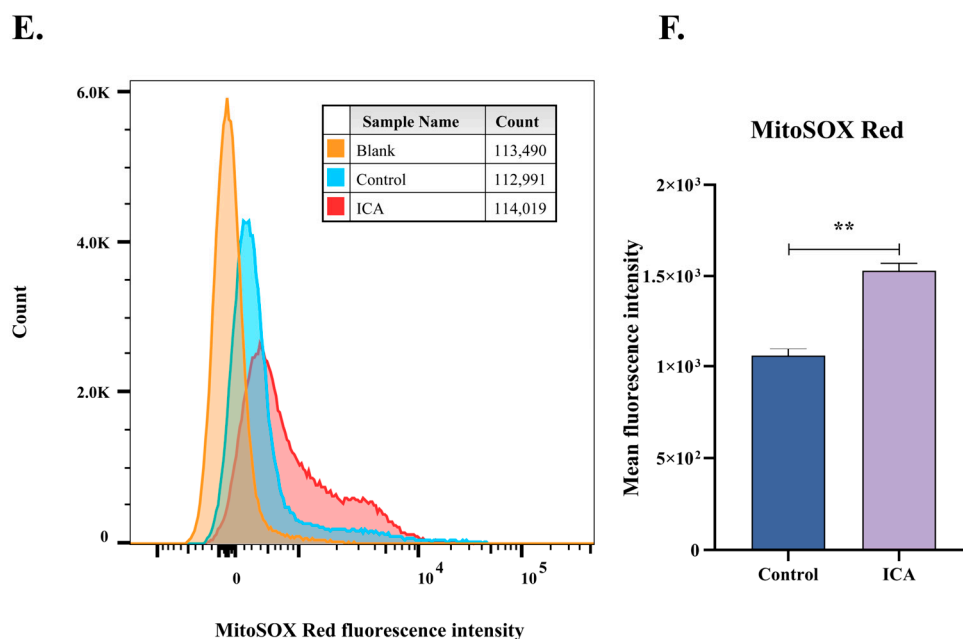 E.
6.0K
4.0K
2.0K
0
Count
Sample Name Count
Blank 113,490
Control 112,991
ICA 114,019
0 10⁴ 10⁵
MitoSOX Red fluorescence intensity
F.
MitoSOX Red
2×10³
1.5×10³
1×10³
5×10²
0
Mean fluorescence intensity
**
Control ICA